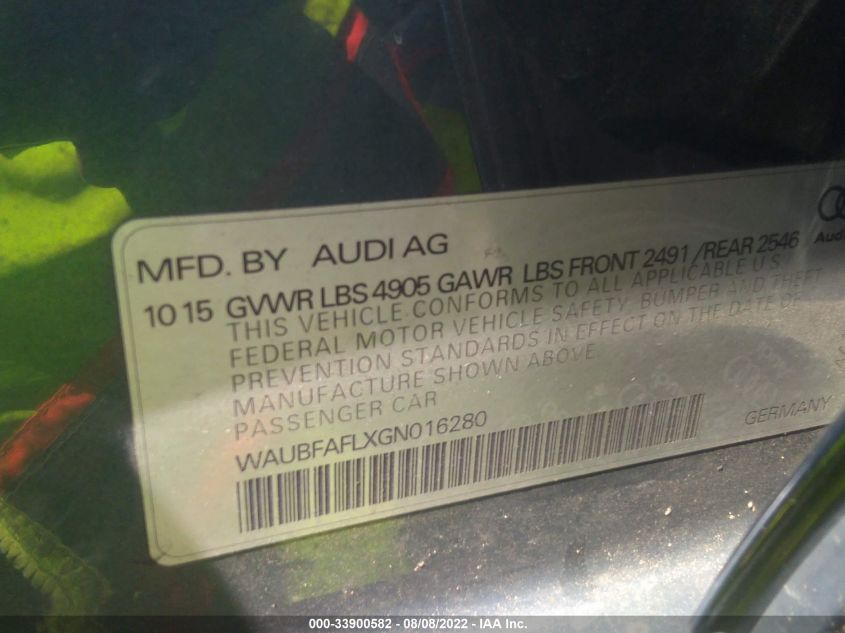 MFD. BY AUDI AG
10 15 GVWR LBS 4905 GAWR LBS FRONT 2491 /REAR 2546
THIS VEHICLE CONFORMS TO ALL APPLICABLE U.S.
FEDERAL MOTOR VEHICLE SAFETY, BUMPER AND THEFT
PREVENTION STANDARDS IN EFFECT ON THE DATE OF
MANUFACTURE SHOWN ABOVE.
PASSENGER CAR
WAUBFAFLXGN016280
GERMANY
000-33900582 - 08/08/2022 - IAA Inc.